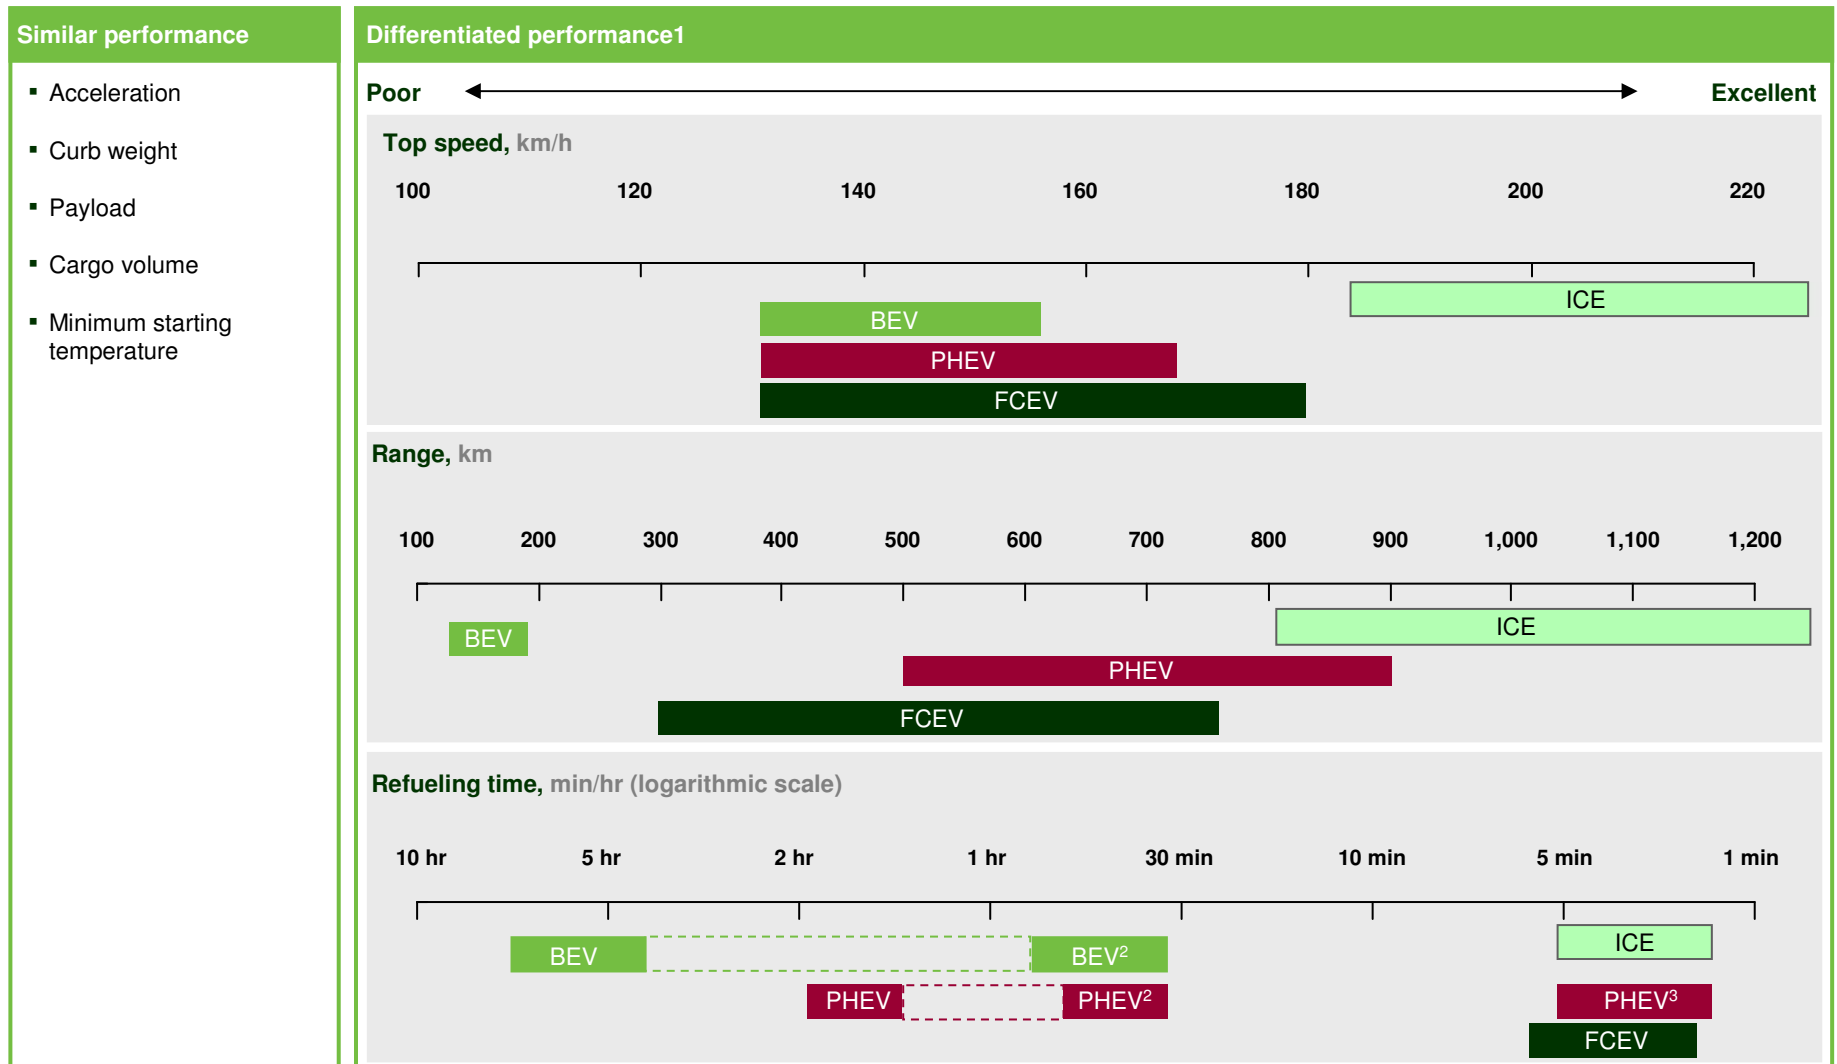 Similar performance
▪ Acceleration
▪ Curb weight
▪ Payload
▪ Cargo volume
▪ Minimum starting
temperature
Differentiated performance1
Poor Excellent
Top speed, km/h
100 120 140 160 180 200 220
ICE
BEV
PHEV
FCEV
Range, km
100 200 300 400 500 600 700 800 900 1,000 1,100 1,200
ICE
BEV
PHEV
FCEV
Refueling time, min/hr (logarithmic scale)
10 hr 5 hr 2 hr 1 hr 30 min 10 min 5 min 1 min
BEV BEV² ICE
PHEV PHEV² PHEV³
FCEV